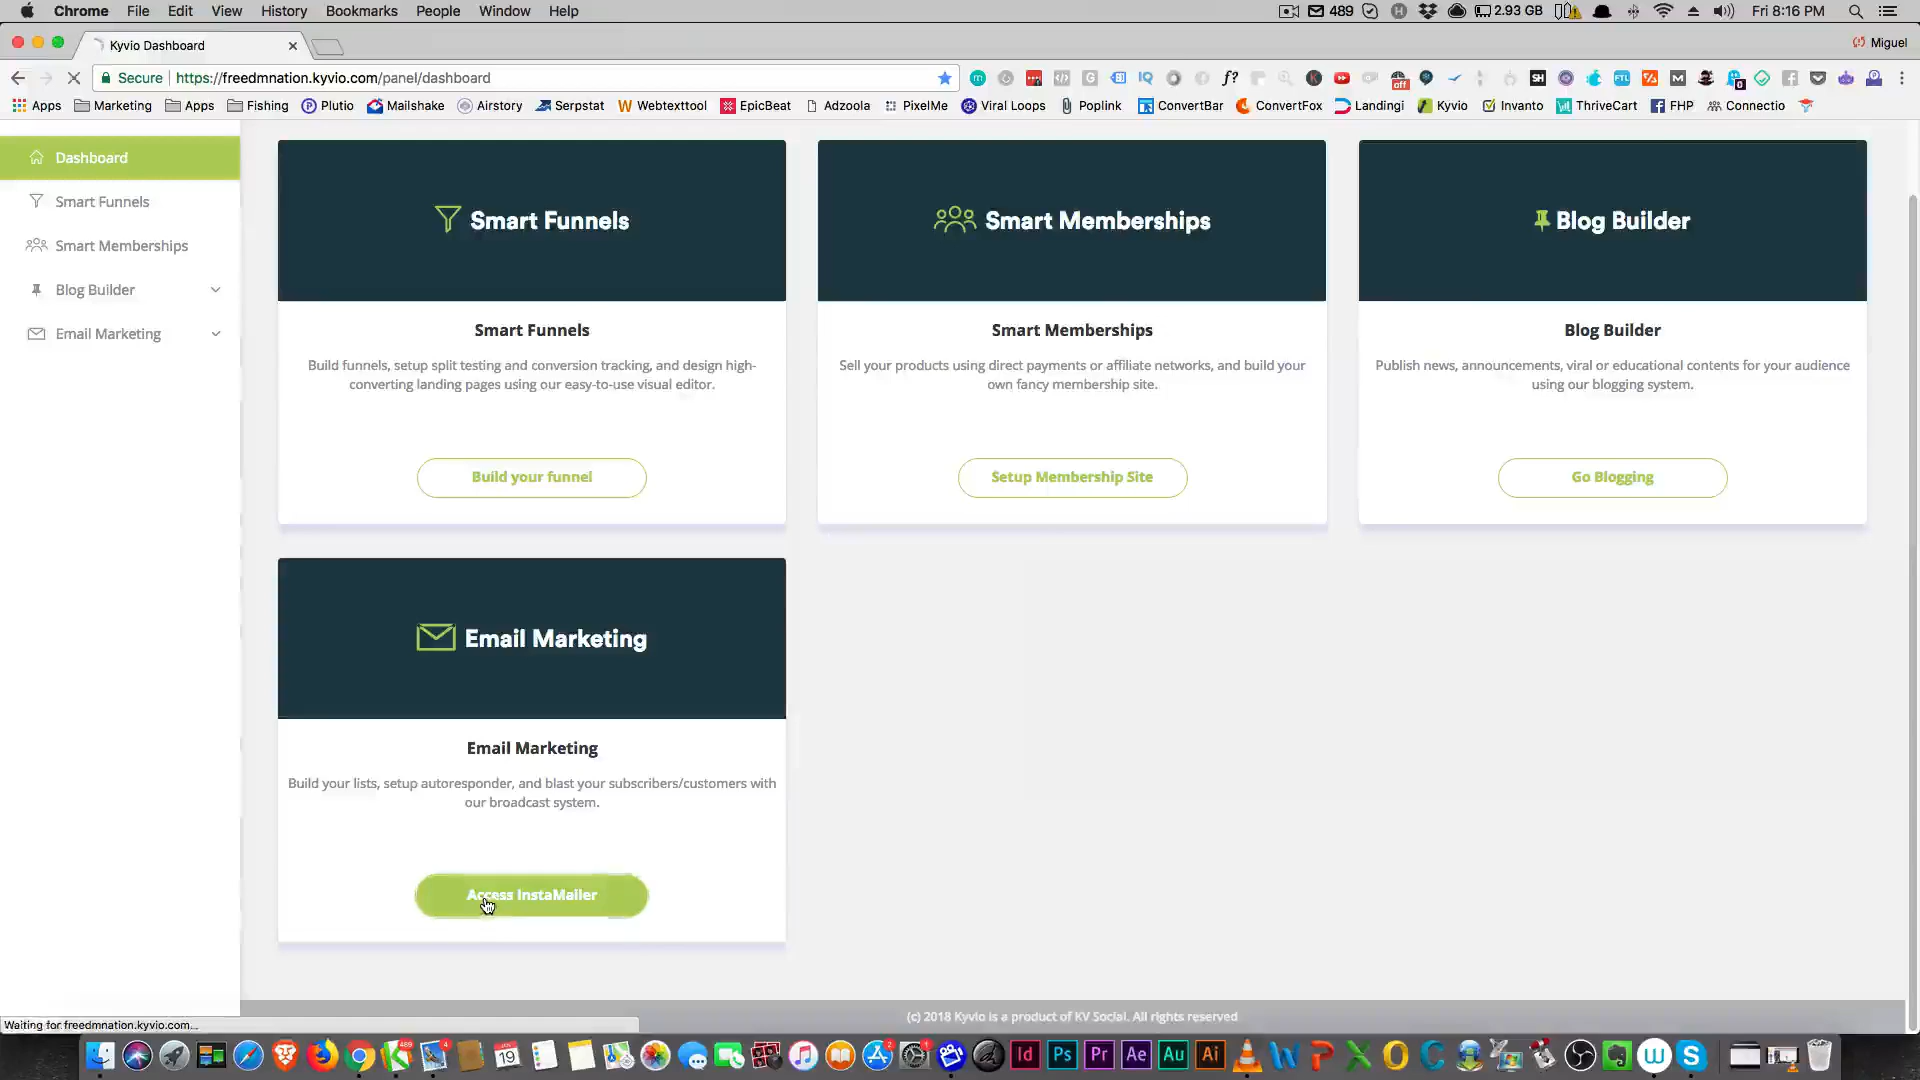 Chrome File Edit View History Bookmarks People Window Help 489 2.93 GB Fri 8:16 PM
Kyvio Dashboard Miguel
Secure https://freedmnation.kyvio.com/panel/dashboard
Apps Marketing Apps Fishing Plutio Mailshake Airstory Serpstat Webtexttool EpicBeat Adzoola PixelMe Viral Loops Poplink ConvertBar ConvertFox Landingi Kyvio Invanto ThriveCart FHP Connectio
Dashboard
Smart Funnels
Smart Memberships
Blog Builder
Email Marketing
Smart Funnels
Smart Funnels
Build funnels, setup split testing and conversion tracking, and design high-
converting landing pages using our easy-to-use visual editor.
Build your funnel
Smart Memberships
Smart Memberships
Sell your products using direct payments or affiliate networks, and build your
own fancy membership site.
Setup Membership Site
Blog Builder
Blog Builder
Publish news, announcements, viral or educational contents for your audience
using our blogging system.
Go Blogging
Email Marketing
Email Marketing
Build your lists, setup autoresponder, and blast your subscribers/customers with
our broadcast system.
Access InstaMailer
(c) 2018 Kyvio is a product of KV Social. All rights reserved
Waiting for freedmnation.kyvio.com...